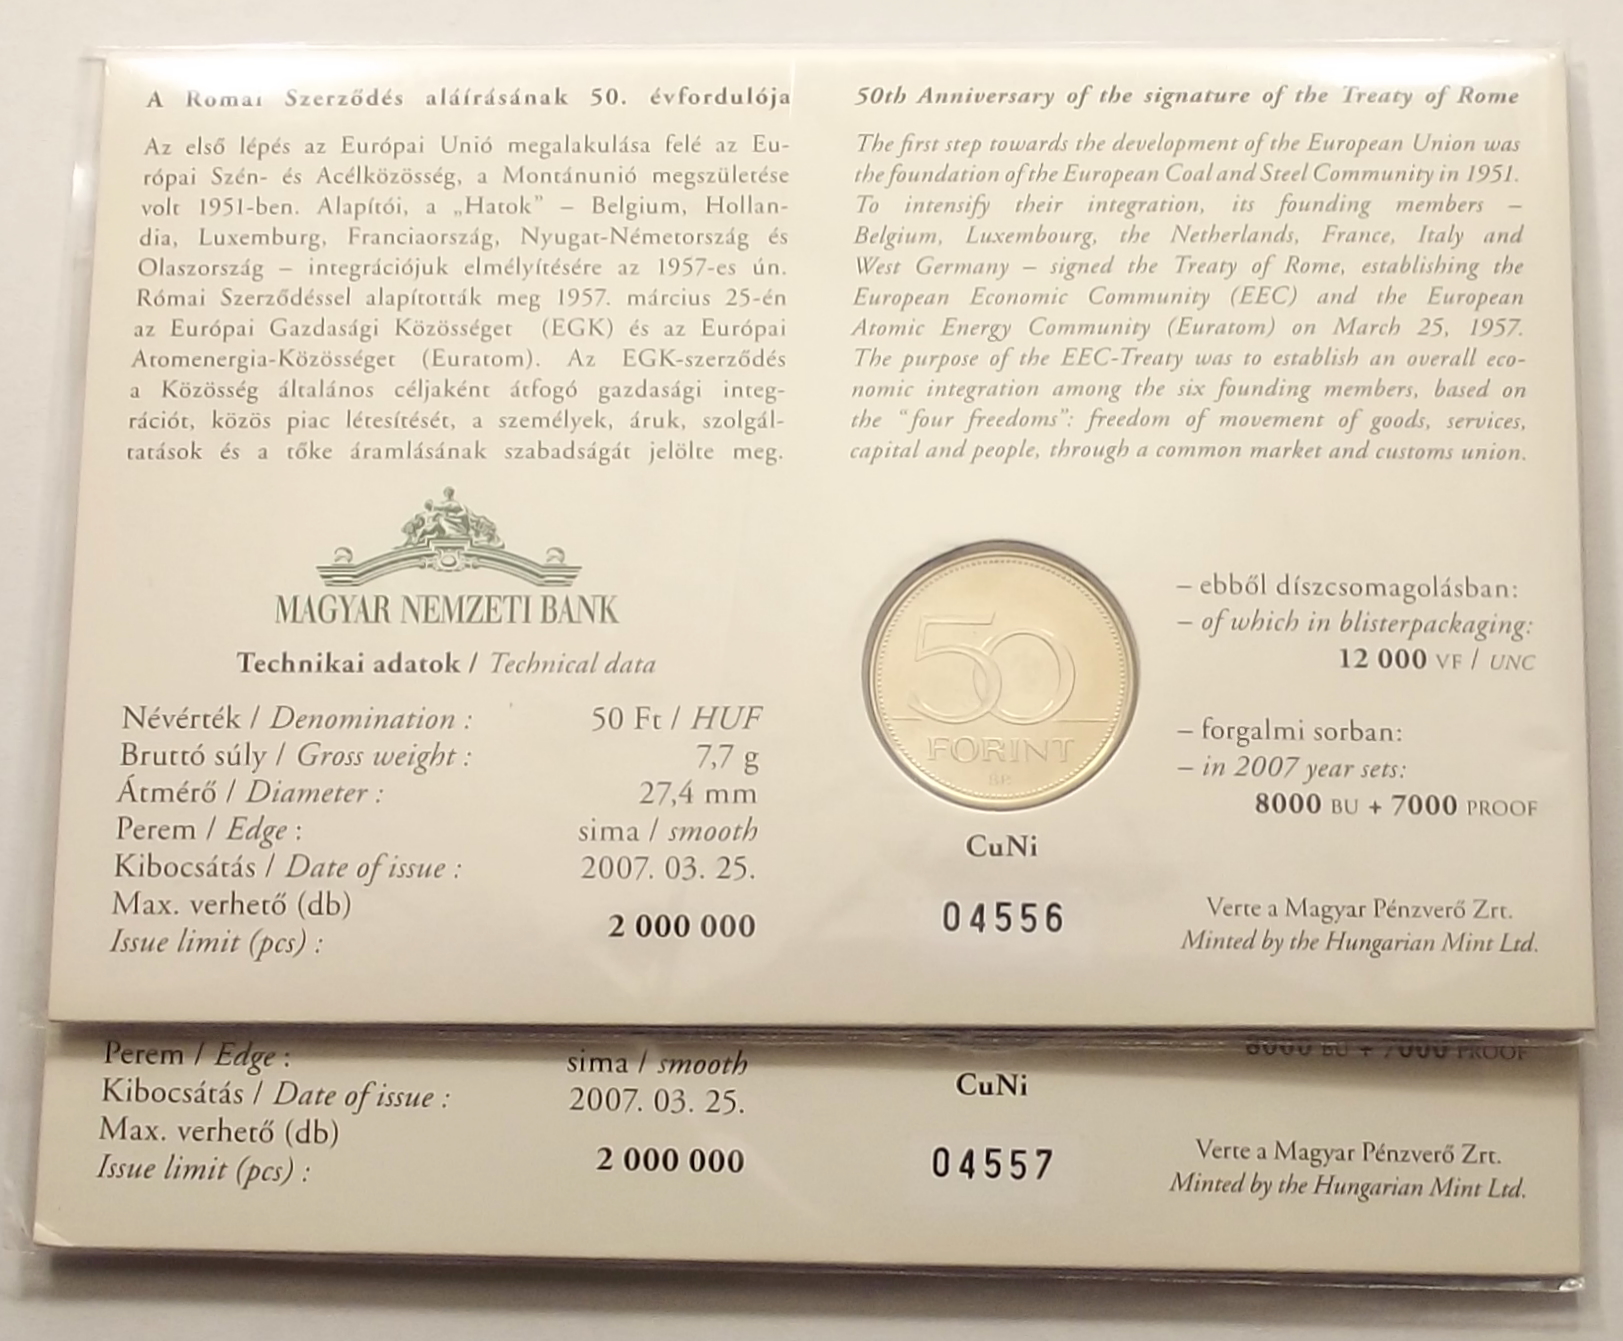 A Római Szerződés aláírásának 50. évfordulója
Az első lépés az Európai Unió megalakulása felé az Eu-
rópai Szén- és Acélközösség, a Montánunió megszületése
volt 1951-ben. Alapítói, a „Hatok” – Belgium, Hollan-
dia, Luxemburg, Franciaország, Nyugat-Németország és
Olaszország – integrációjuk elmélyítésére az 1957-es ún.
Római Szerződéssel alapították meg 1957. március 25-én
az Európai Gazdasági Közösséget (EGK) és az Európai
Atomenergia-Közösséget (Euratom). Az EGK-szerződés
a Közösség általános céljaként átfogó gazdasági integ-
rációt, közös piac létesítését, a személyek, áruk, szolgál-
tatások és a tőke áramlásának szabadságát jelölte meg.
50th Anniversary of the signature of the Treaty of Rome
The first step towards the development of the European Union was
the foundation of the European Coal and Steel Community in 1951.
To intensify their integration, its founding members –
Belgium, Luxembourg, the Netherlands, France, Italy and
West Germany – signed the Treaty of Rome, establishing the
European Economic Community (EEC) and the European
Atomic Energy Community (Euratom) on March 25, 1957.
The purpose of the EEC-Treaty was to establish an overall eco-
nomic integration among the six founding members, based on
the “four freedoms”: freedom of movement of goods, services,
capital and people, through a common market and customs union.
MAGYAR NEMZETI BANK
Technikai adatok / Technical data
Névérték / Denomination : 50 Ft / HUF
Bruttó súly / Gross weight : 7,7 g
Átmérő / Diameter : 27,4 mm
Perem / Edge : sima / smooth
Kibocsátás / Date of issue : 2007. 03. 25.
Max. verhető (db)
Issue limit (pcs) : 2 000 000
50
FORINT
BP.
CuNi
04556
– ebből díszcsomagolásban:
– of which in blisterpackaging:
12 000 VF / UNC
– forgalmi sorban:
– in 2007 year sets:
8000 BU + 7000 PROOF
Verte a Magyar Pénzverő Zrt.
Minted by the Hungarian Mint Ltd.
Perem / Edge : sima / smooth
Kibocsátás / Date of issue : 2007. 03. 25.
Max. verhető (db)
Issue limit (pcs) : 2 000 000
8000 BU + 7000 PROOF
CuNi
04557
Verte a Magyar Pénzverő Zrt.
Minted by the Hungarian Mint Ltd.